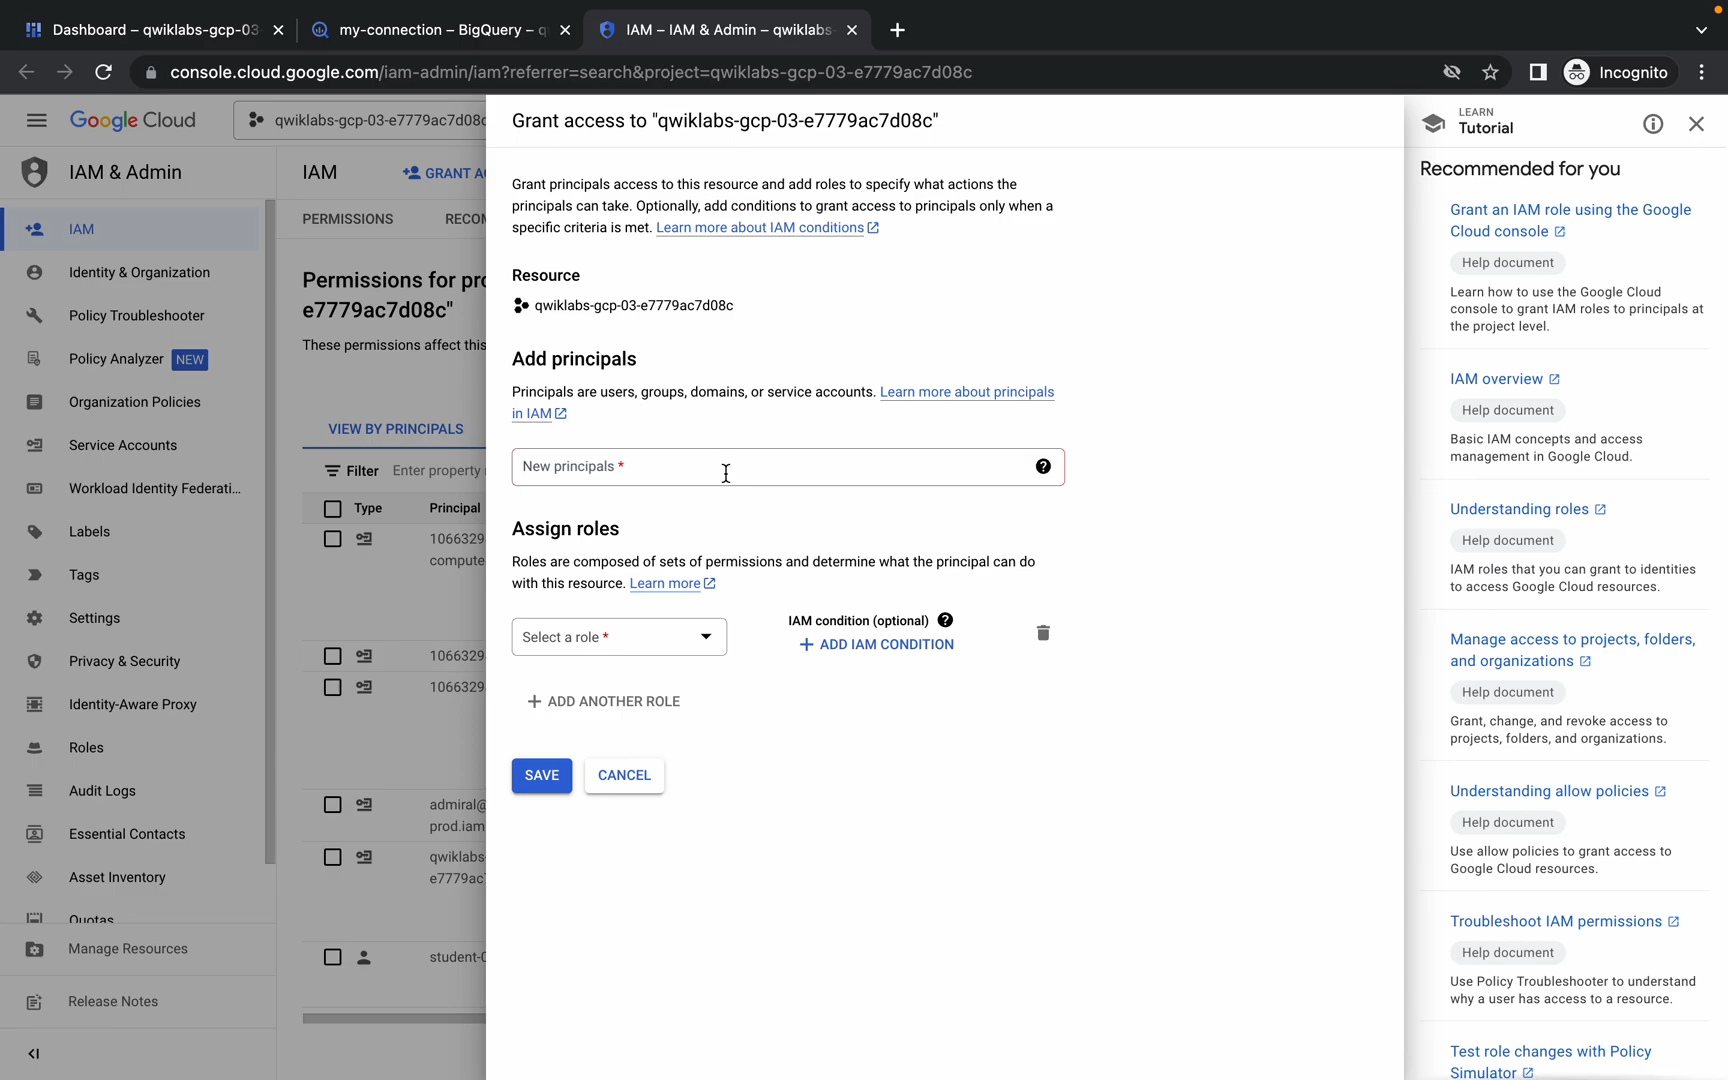 Dashboard – qwiklabs-gcp-03
my-connection – BigQuery – q
IAM – IAM & Admin – qwiklabs-
console.cloud.google.com/iam-admin/iam?referrer=search&project=qwiklabs-gcp-03-e7779ac7d08c
Incognito
Google Cloud
qwiklabs-gcp-03-e7779ac7d08c
IAM & Admin
IAM
Identity & Organization
Policy Troubleshooter
Policy Analyzer NEW
Organization Policies
Service Accounts
Workload Identity Federati...
Labels
Tags
Settings
Privacy & Security
Identity-Aware Proxy
Roles
Audit Logs
Essential Contacts
Asset Inventory
Quotas
Manage Resources
Release Notes
IAM
GRANT AC
PERMISSIONS RECOM
Permissions for pro
e7779ac7d08c"
These permissions affect this
VIEW BY PRINCIPALS
Filter Enter property
Type Principal
1066329
compute
1066329
1066329
admiral@
prod.iam
qwiklabs-
e7779ac7
student-0
Grant access to "qwiklabs-gcp-03-e7779ac7d08c"
Grant principals access to this resource and add roles to specify what actions the
principals can take. Optionally, add conditions to grant access to principals only when a
specific criteria is met. Learn more about IAM conditions
Resource
qwiklabs-gcp-03-e7779ac7d08c
Add principals
Principals are users, groups, domains, or service accounts. Learn more about principals
in IAM
New principals *
Assign roles
Roles are composed of sets of permissions and determine what the principal can do
with this resource. Learn more
Select a role *
IAM condition (optional)
+ ADD IAM CONDITION
+ ADD ANOTHER ROLE
SAVE CANCEL
LEARN
Tutorial
Recommended for you
Grant an IAM role using the Google
Cloud console
Help document
Learn how to use the Google Cloud
console to grant IAM roles to principals at
the project level.
IAM overview
Help document
Basic IAM concepts and access
management in Google Cloud.
Understanding roles
Help document
IAM roles that you can grant to identities
to access Google Cloud resources.
Manage access to projects, folders,
and organizations
Help document
Grant, change, and revoke access to
projects, folders, and organizations.
Understanding allow policies
Help document
Use allow policies to grant access to
Google Cloud resources.
Troubleshoot IAM permissions
Help document
Use Policy Troubleshooter to understand
why a user has access to a resource.
Test role changes with Policy
Simulator